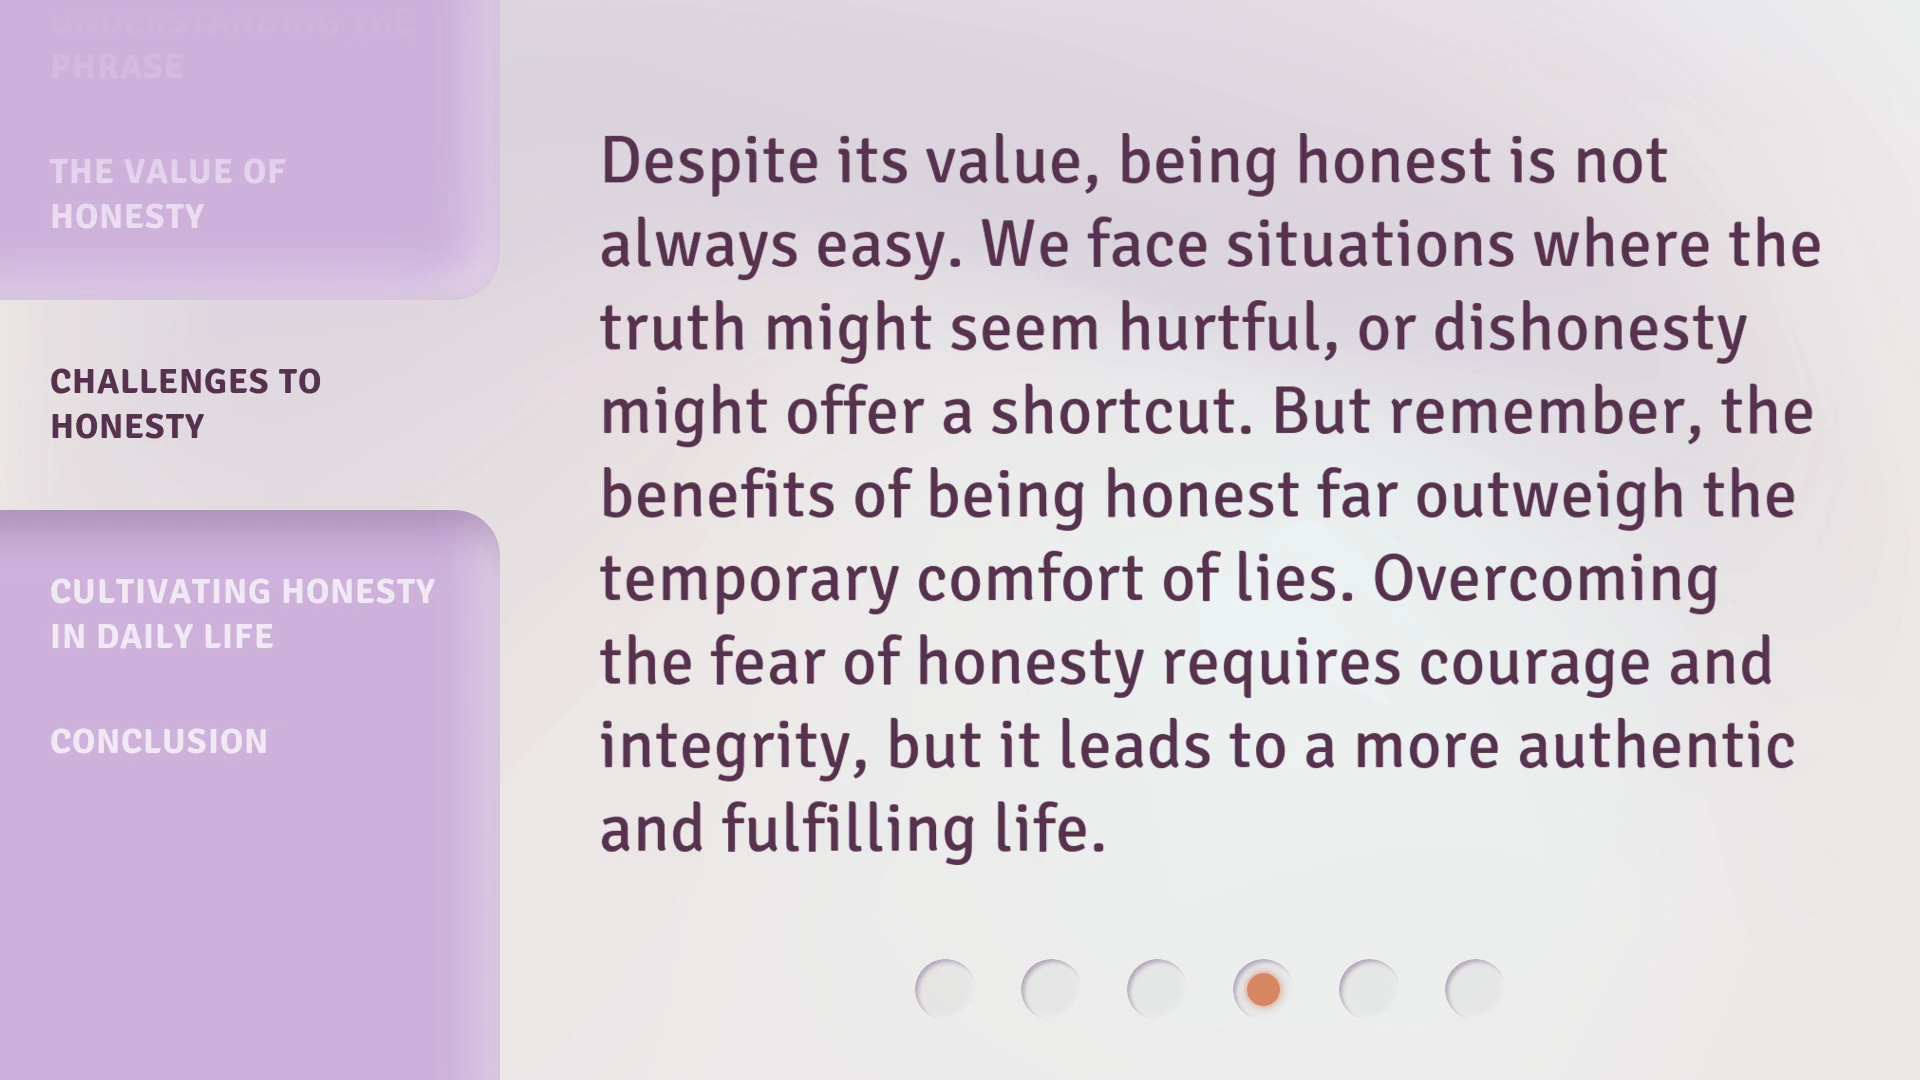 UNDERSTANDING THE
PHRASE
THE VALUE OF
HONESTY
CHALLENGES TO
HONESTY
CULTIVATING HONESTY
IN DAILY LIFE
CONCLUSION
Despite its value, being honest is not
always easy. We face situations where the
truth might seem hurtful, or dishonesty
might offer a shortcut. But remember, the
benefits of being honest far outweigh the
temporary comfort of lies. Overcoming
the fear of honesty requires courage and
integrity, but it leads to a more authentic
and fulfilling life.